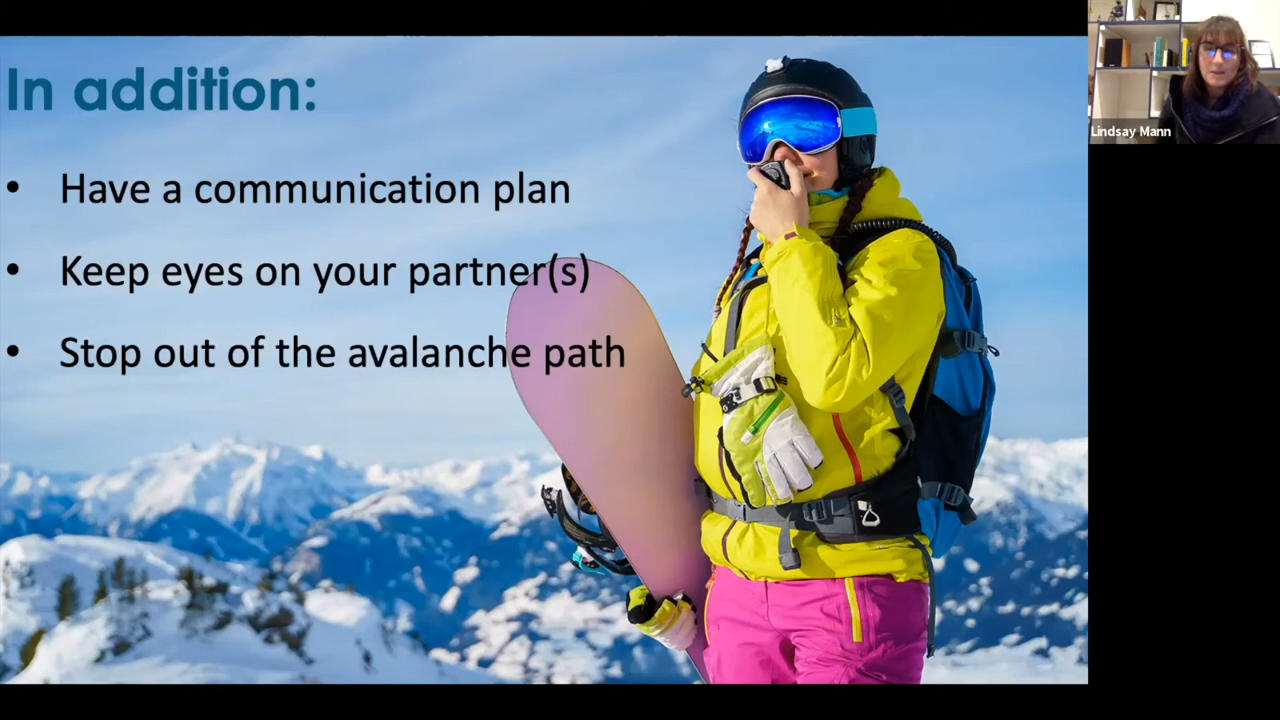 In addition:
• Have a communication plan
• Keep eyes on your partner(s)
• Stop out of the avalanche path
Lindsay Mann